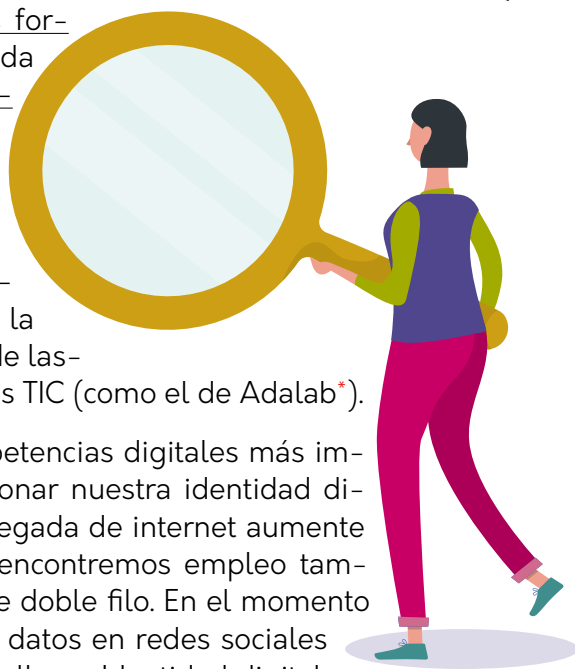 for-
da
la
de las-
s TIC (como el de Adalab*).
petencias digitales más im-
onar nuestra identidad di-
egada de internet aumente
encontremos empleo tam-
e doble filo. En el momento
datos en redes sociales